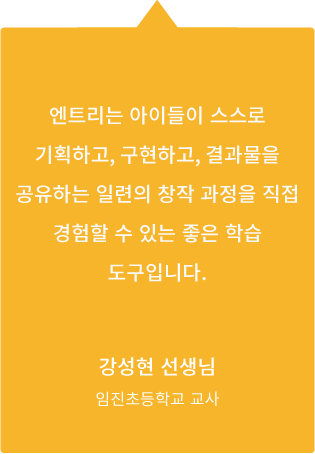 엔트리는 아이들이 스스로
기획하고, 구현하고, 결과물을
공유하는 일련의 창작 과정을 직접
경험할 수 있는 좋은 학습
도구입니다.
강성현 선생님
임진초등학교 교사